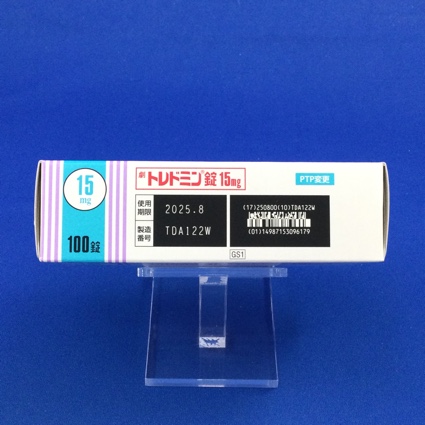 15
mg
100錠
劇 トレドミン®錠15mg
PTP変更
使用
期限
2025.8
製造
番号
TDA122W
(17)250800(10)TDA122W
(01)14987153096179
GS1